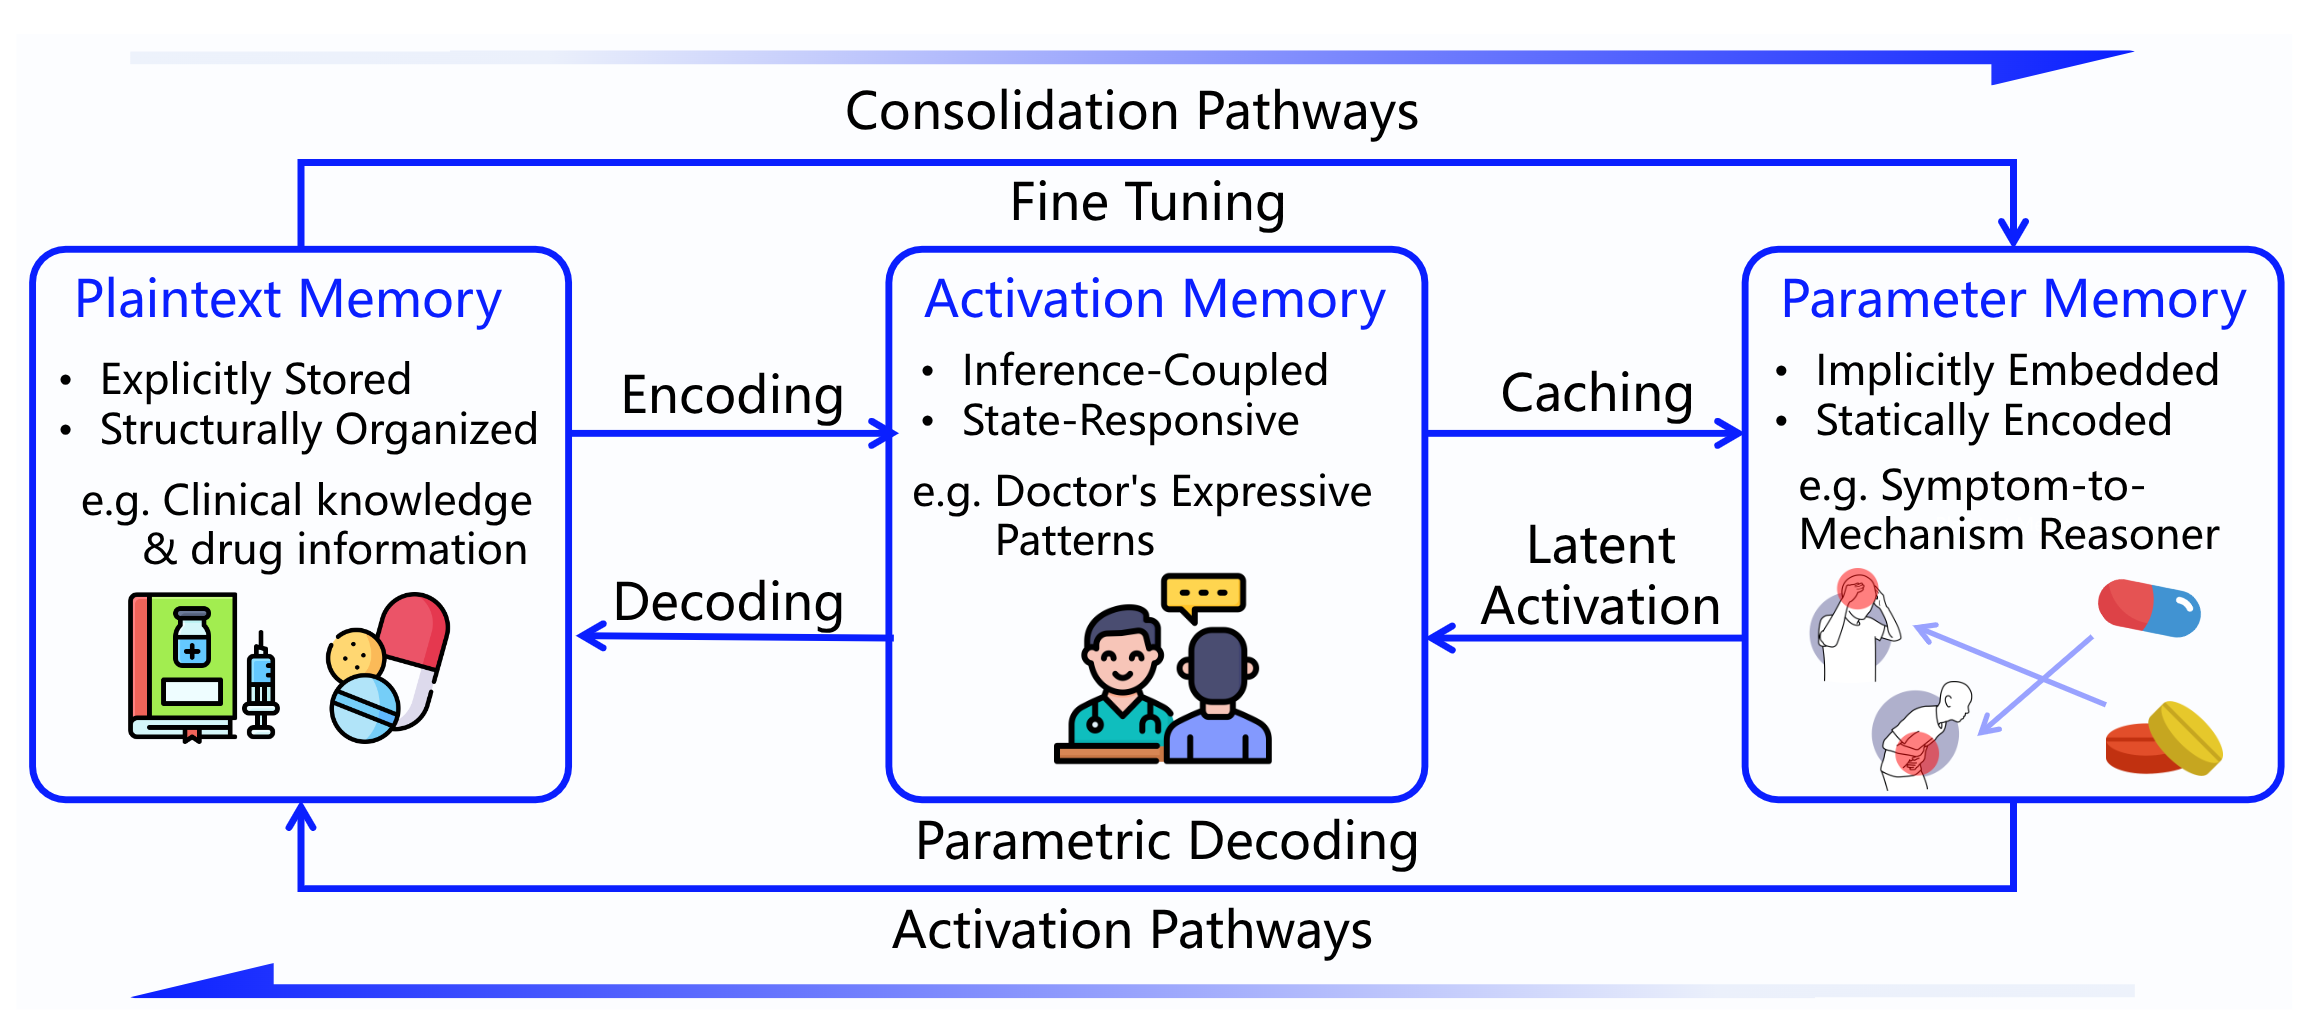 Consolidation Pathways
Fine Tuning
Plaintext Memory
• Explicitly Stored
• Structurally Organized
e.g. Clinical knowledge
& drug information
Encoding
Decoding
Activation Memory
• Inference-Coupled
• State-Responsive
e.g. Doctor's Expressive
Patterns
Caching
Latent
Activation
Parameter Memory
• Implicitly Embedded
• Statically Encoded
e.g. Symptom-to-
Mechanism Reasoner
Parametric Decoding
Activation Pathways